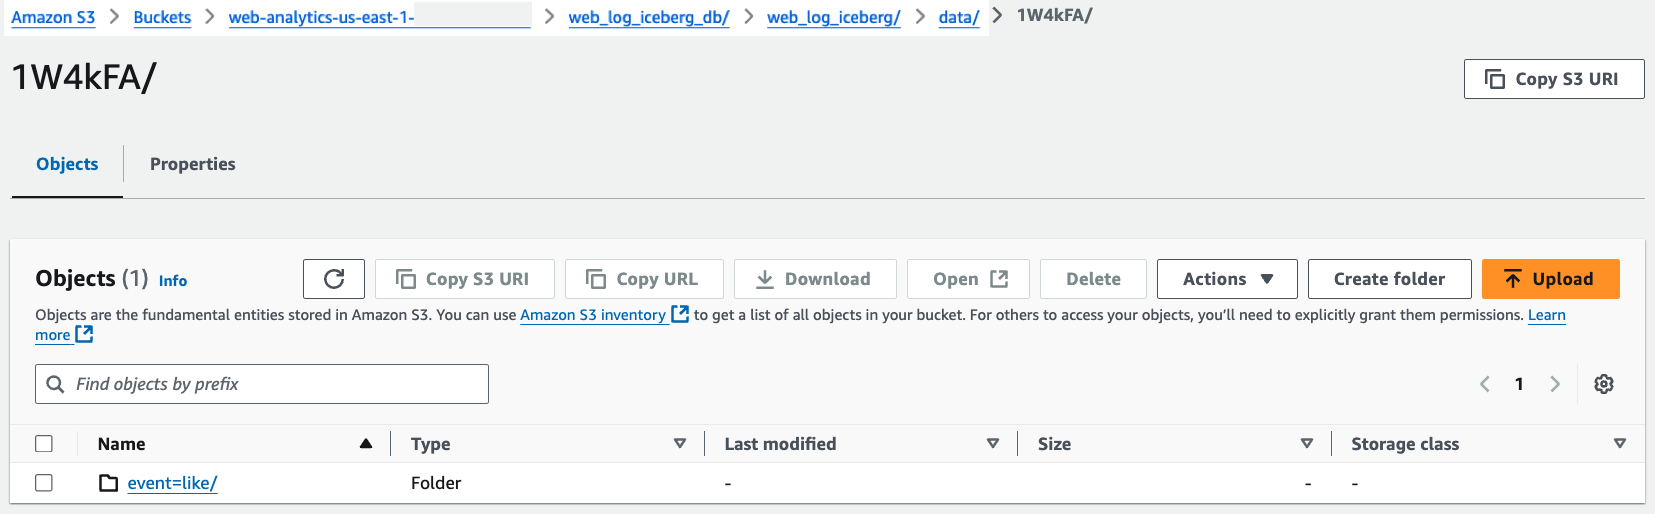 Amazon S3 > Buckets > web-analytics-us-east-1- > web_log_iceberg_db/ > web_log_iceberg/ > data/ > 1W4kFA/
1W4kFA/
Copy S3 URI
Objects Properties
Objects (1) Info Copy S3 URI Copy URL Download Open Delete Actions Create folder Upload
Objects are the fundamental entities stored in Amazon S3. You can use Amazon S3 inventory to get a list of all objects in your bucket. For others to access your objects, you’ll need to explicitly grant them permissions. Learn
more
Find objects by prefix 1
Name Type Last modified Size Storage class
event=like/ Folder - - -